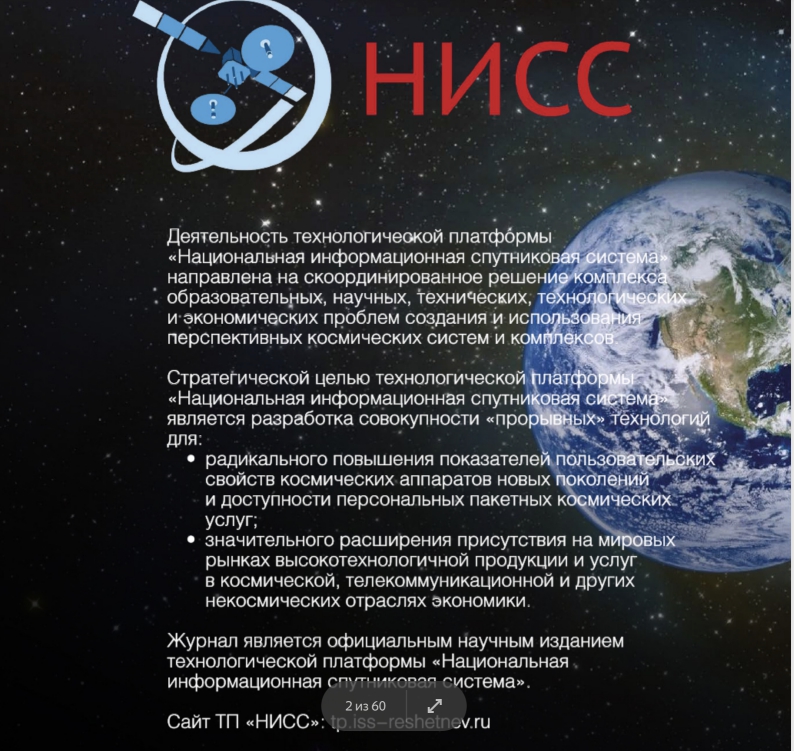 НИСС
Деятельность технологической платформы
«Национальная информационная спутниковая система»
направлена на скоординированное решение комплекса
образовательных, научных, технических, технологических
и экономических проблем создания и использования
перспективных космических систем и комплексов.
Стратегической целью технологической платформы
«Национальная информационная спутниковая система»
является разработка совокупности «прорывных» технологий
для:
• радикального повышения показателей пользовательских
свойств космических аппаратов новых поколений
и доступности персональных пакетных космических
услуг;
• значительного расширения присутствия на мировых
рынках высокотехнологичной продукции и услуг
в космической, телекоммуникационной и других
некосмических отраслях экономики.
Журнал является официальным научным изданием
технологической платформы «Национальная
информационная спутниковая система».
2 из 60
Сайт ТП «НИСС»: tp.iss-reshetnev.ru